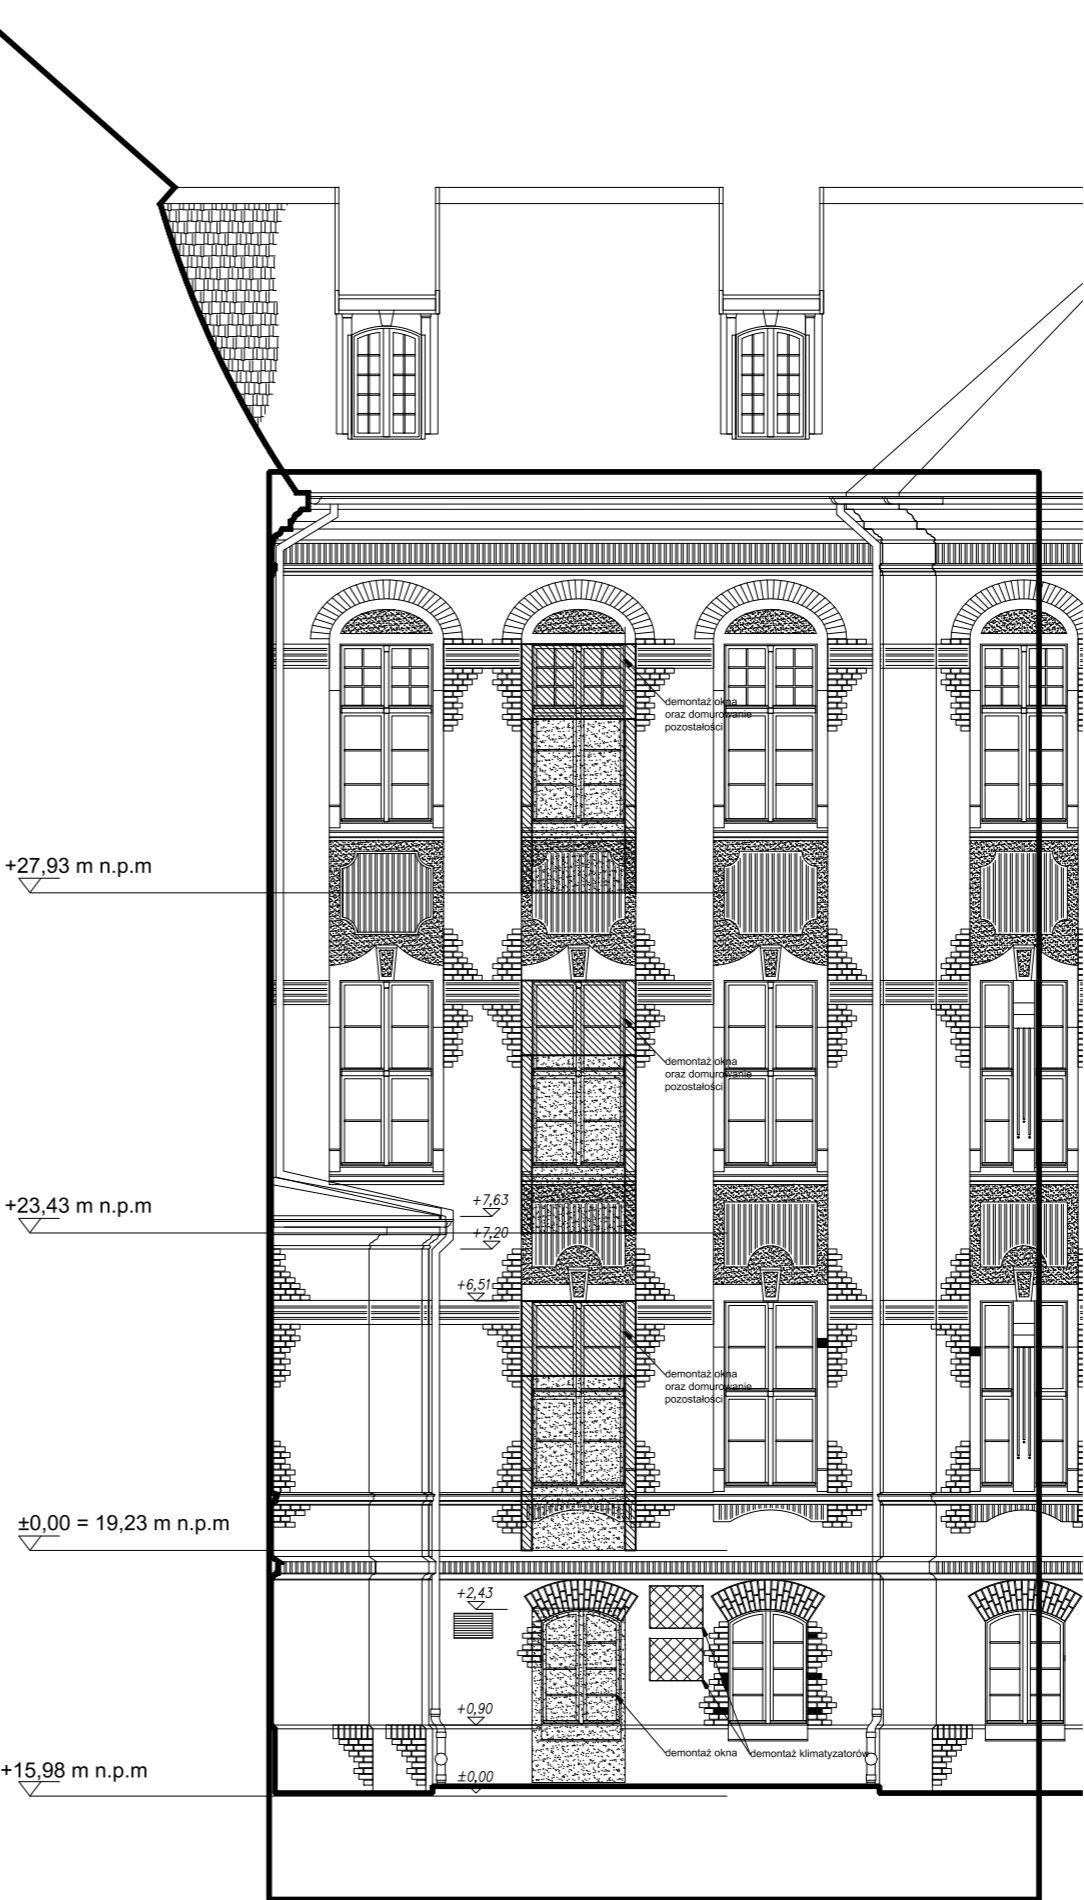 demontaż okna
oraz domurowanie
pozostałości
+27,93 m n.p.m
demontaż okna
oraz domurowanie
pozostałości
+23,43 m n.p.m
+7,63
+7,20
+6,51
demontaż okna
oraz domurowanie
pozostałości
±0,00 = 19,23 m n.p.m
+2,43
+0,90
demontaż okna
demontaż klimatyzatorów
+15,98 m n.p.m
±0,00